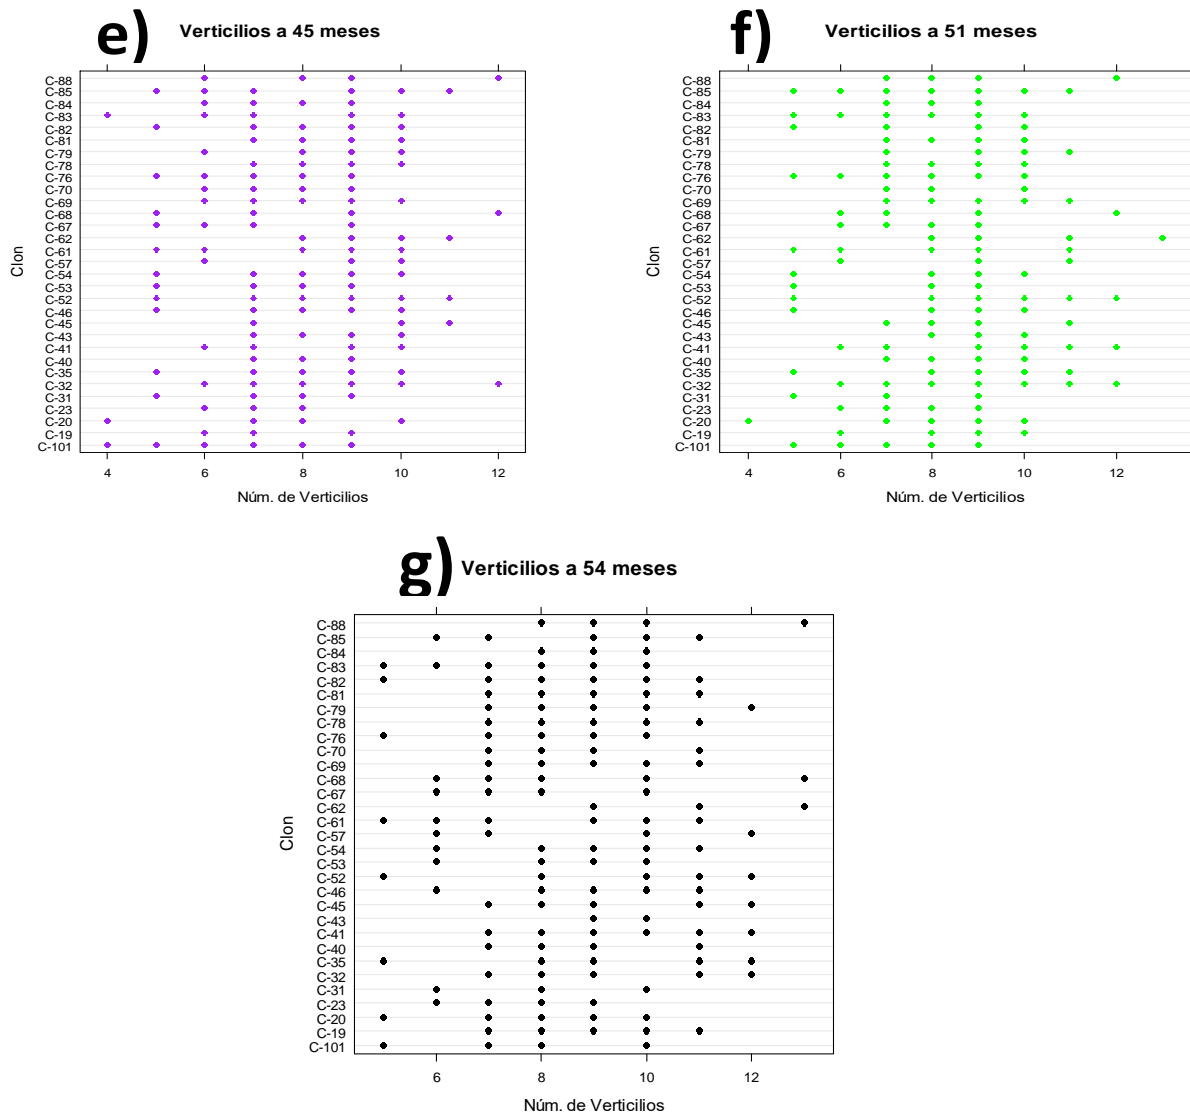 e) Verticilios a 45 meses
C-88
C-85
C-84
C-83
C-82
C-81
C-79
C-78
C-76
C-70
C-69
C-68
C-67
C-62
C-61
C-57
C-54
C-53
C-52
C-46
C-45
C-43
C-41
C-40
C-35
C-32
C-31
C-23
C-20
C-19
C-101
Clon
4 6 8 10 12
Núm. de Verticilios
f) Verticilios a 51 meses
C-88
C-85
C-84
C-83
C-82
C-81
C-79
C-78
C-76
C-70
C-69
C-68
C-67
C-62
C-61
C-57
C-54
C-53
C-52
C-46
C-45
C-43
C-41
C-40
C-35
C-32
C-31
C-23
C-20
C-19
C-101
Clon
4 6 8 10 12
Núm. de Verticilios
g) Verticilios a 54 meses
C-88
C-85
C-84
C-83
C-82
C-81
C-79
C-78
C-76
C-70
C-69
C-68
C-67
C-62
C-61
C-57
C-54
C-53
C-52
C-46
C-45
C-43
C-41
C-40
C-35
C-32
C-31
C-23
C-20
C-19
C-101
Clon
6 8 10 12
Núm. de Verticilios